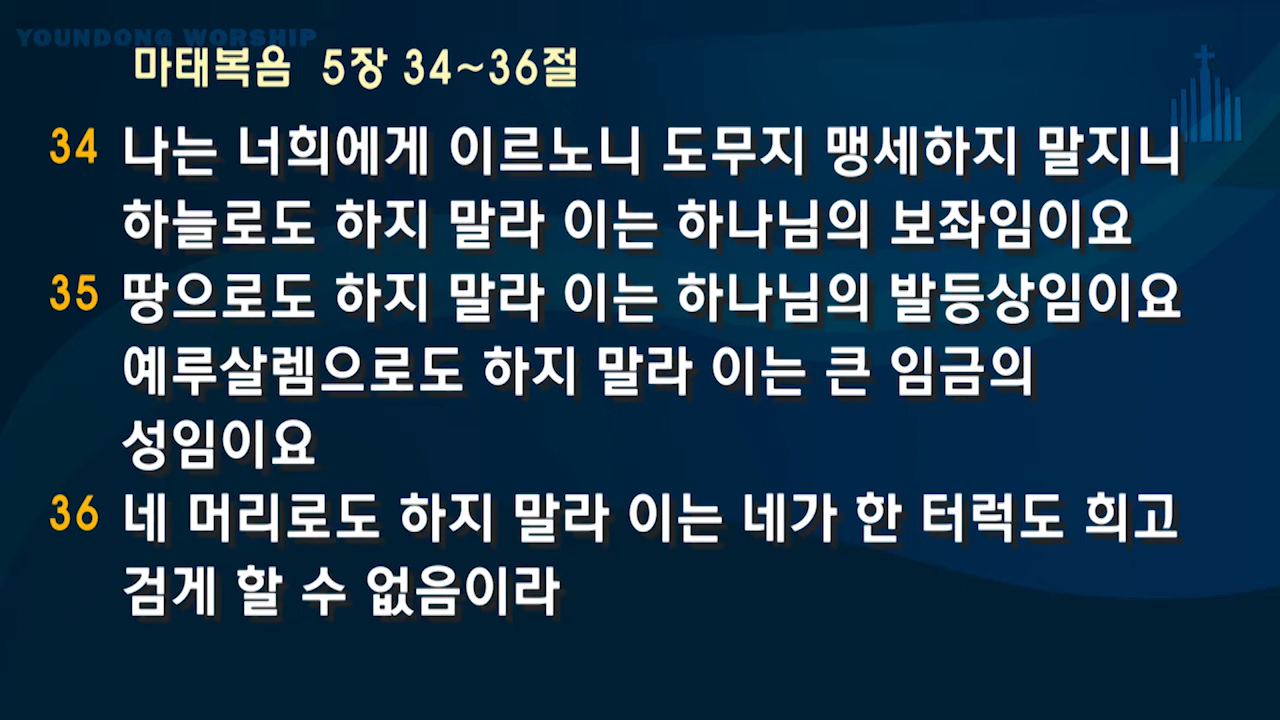 YOUNDONG WORSHIP
마태복음 5장 34~36절
34 나는 너희에게 이르노니 도무지 맹세하지 말지니
하늘로도 하지 말라 이는 하나님의 보좌임이요
35 땅으로도 하지 말라 이는 하나님의 발등상임이요
예루살렘으로도 하지 말라 이는 큰 임금의
성임이요
36 네 머리로도 하지 말라 이는 네가 한 터럭도 희고
검게 할 수 없음이라